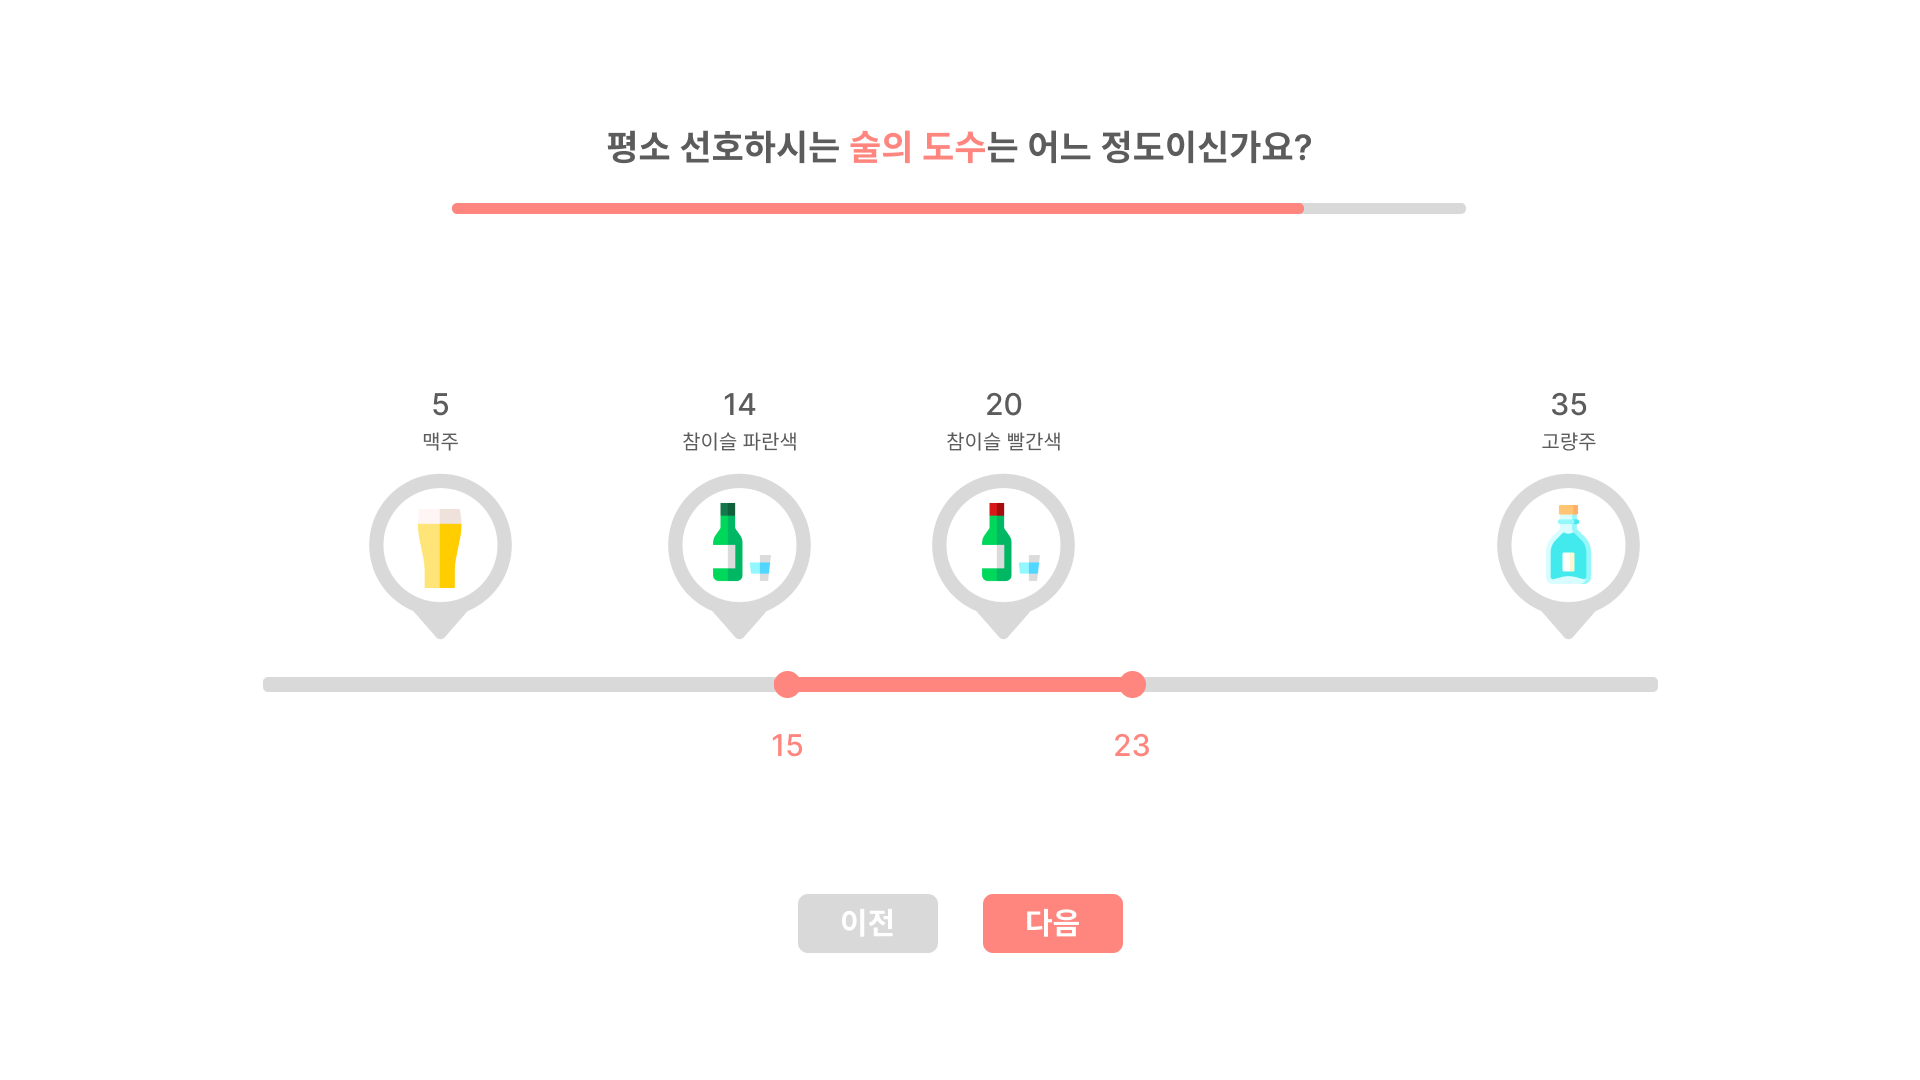 평소 선호하시는 술의 도수는 어느 정도이신가요?
5
맥주
14
참이슬 파란색
20
참이슬 빨간색
35
고량주
15
23
이전
다음